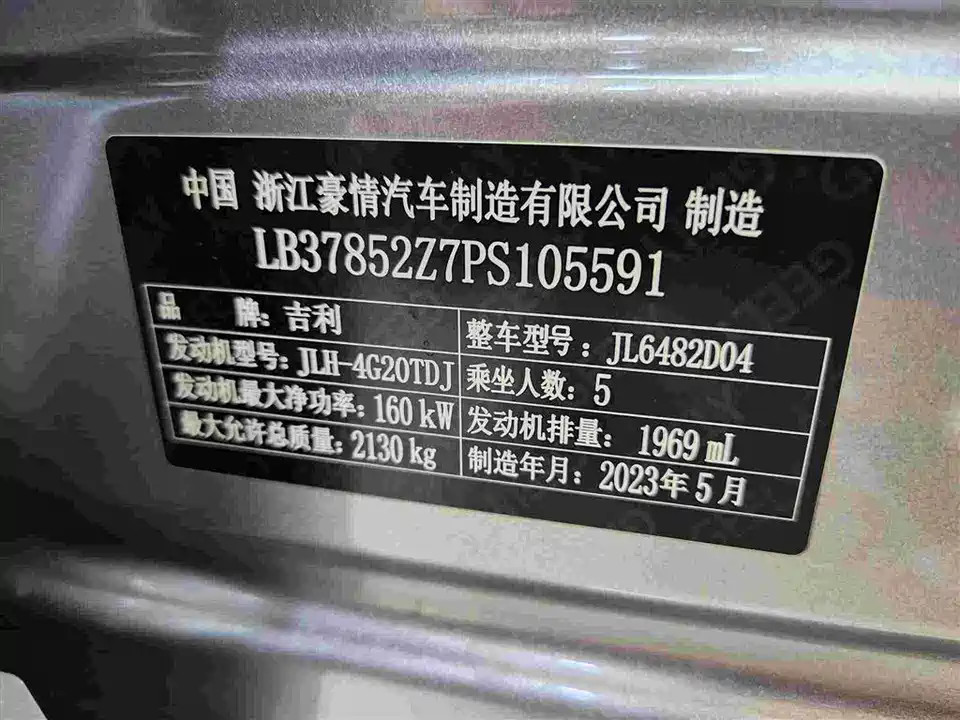 中国 浙江豪情汽车制造有限公司 制造
LB37852Z7PS105591
品 牌: 吉利
整车型号: JL6482D04
发动机型号: JLH-4G20TDJ
乘坐人数: 5
发动机最大净功率: 160 kW
发动机排量: 1969 mL
最大允许总质量: 2130 kg
制造年月: 2023年5月